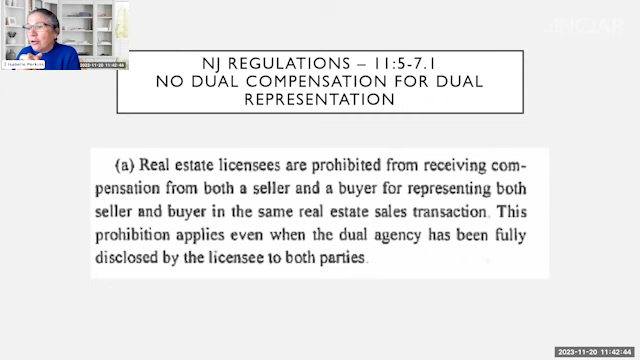 NCJAR
Isabelle Perkins
2023-11-20 11:42:44
NJ REGULATIONS – 11:5-7.1
NO DUAL COMPENSATION FOR DUAL
REPRESENTATION
(a) Real estate licensees are prohibited from receiving com-
pensation from both a seller and a buyer for representing both
seller and buyer in the same real estate sales transaction. This
prohibition applies even when the dual agency has been fully
disclosed by the licensee to both parties.
2023-11-20 11:42:44